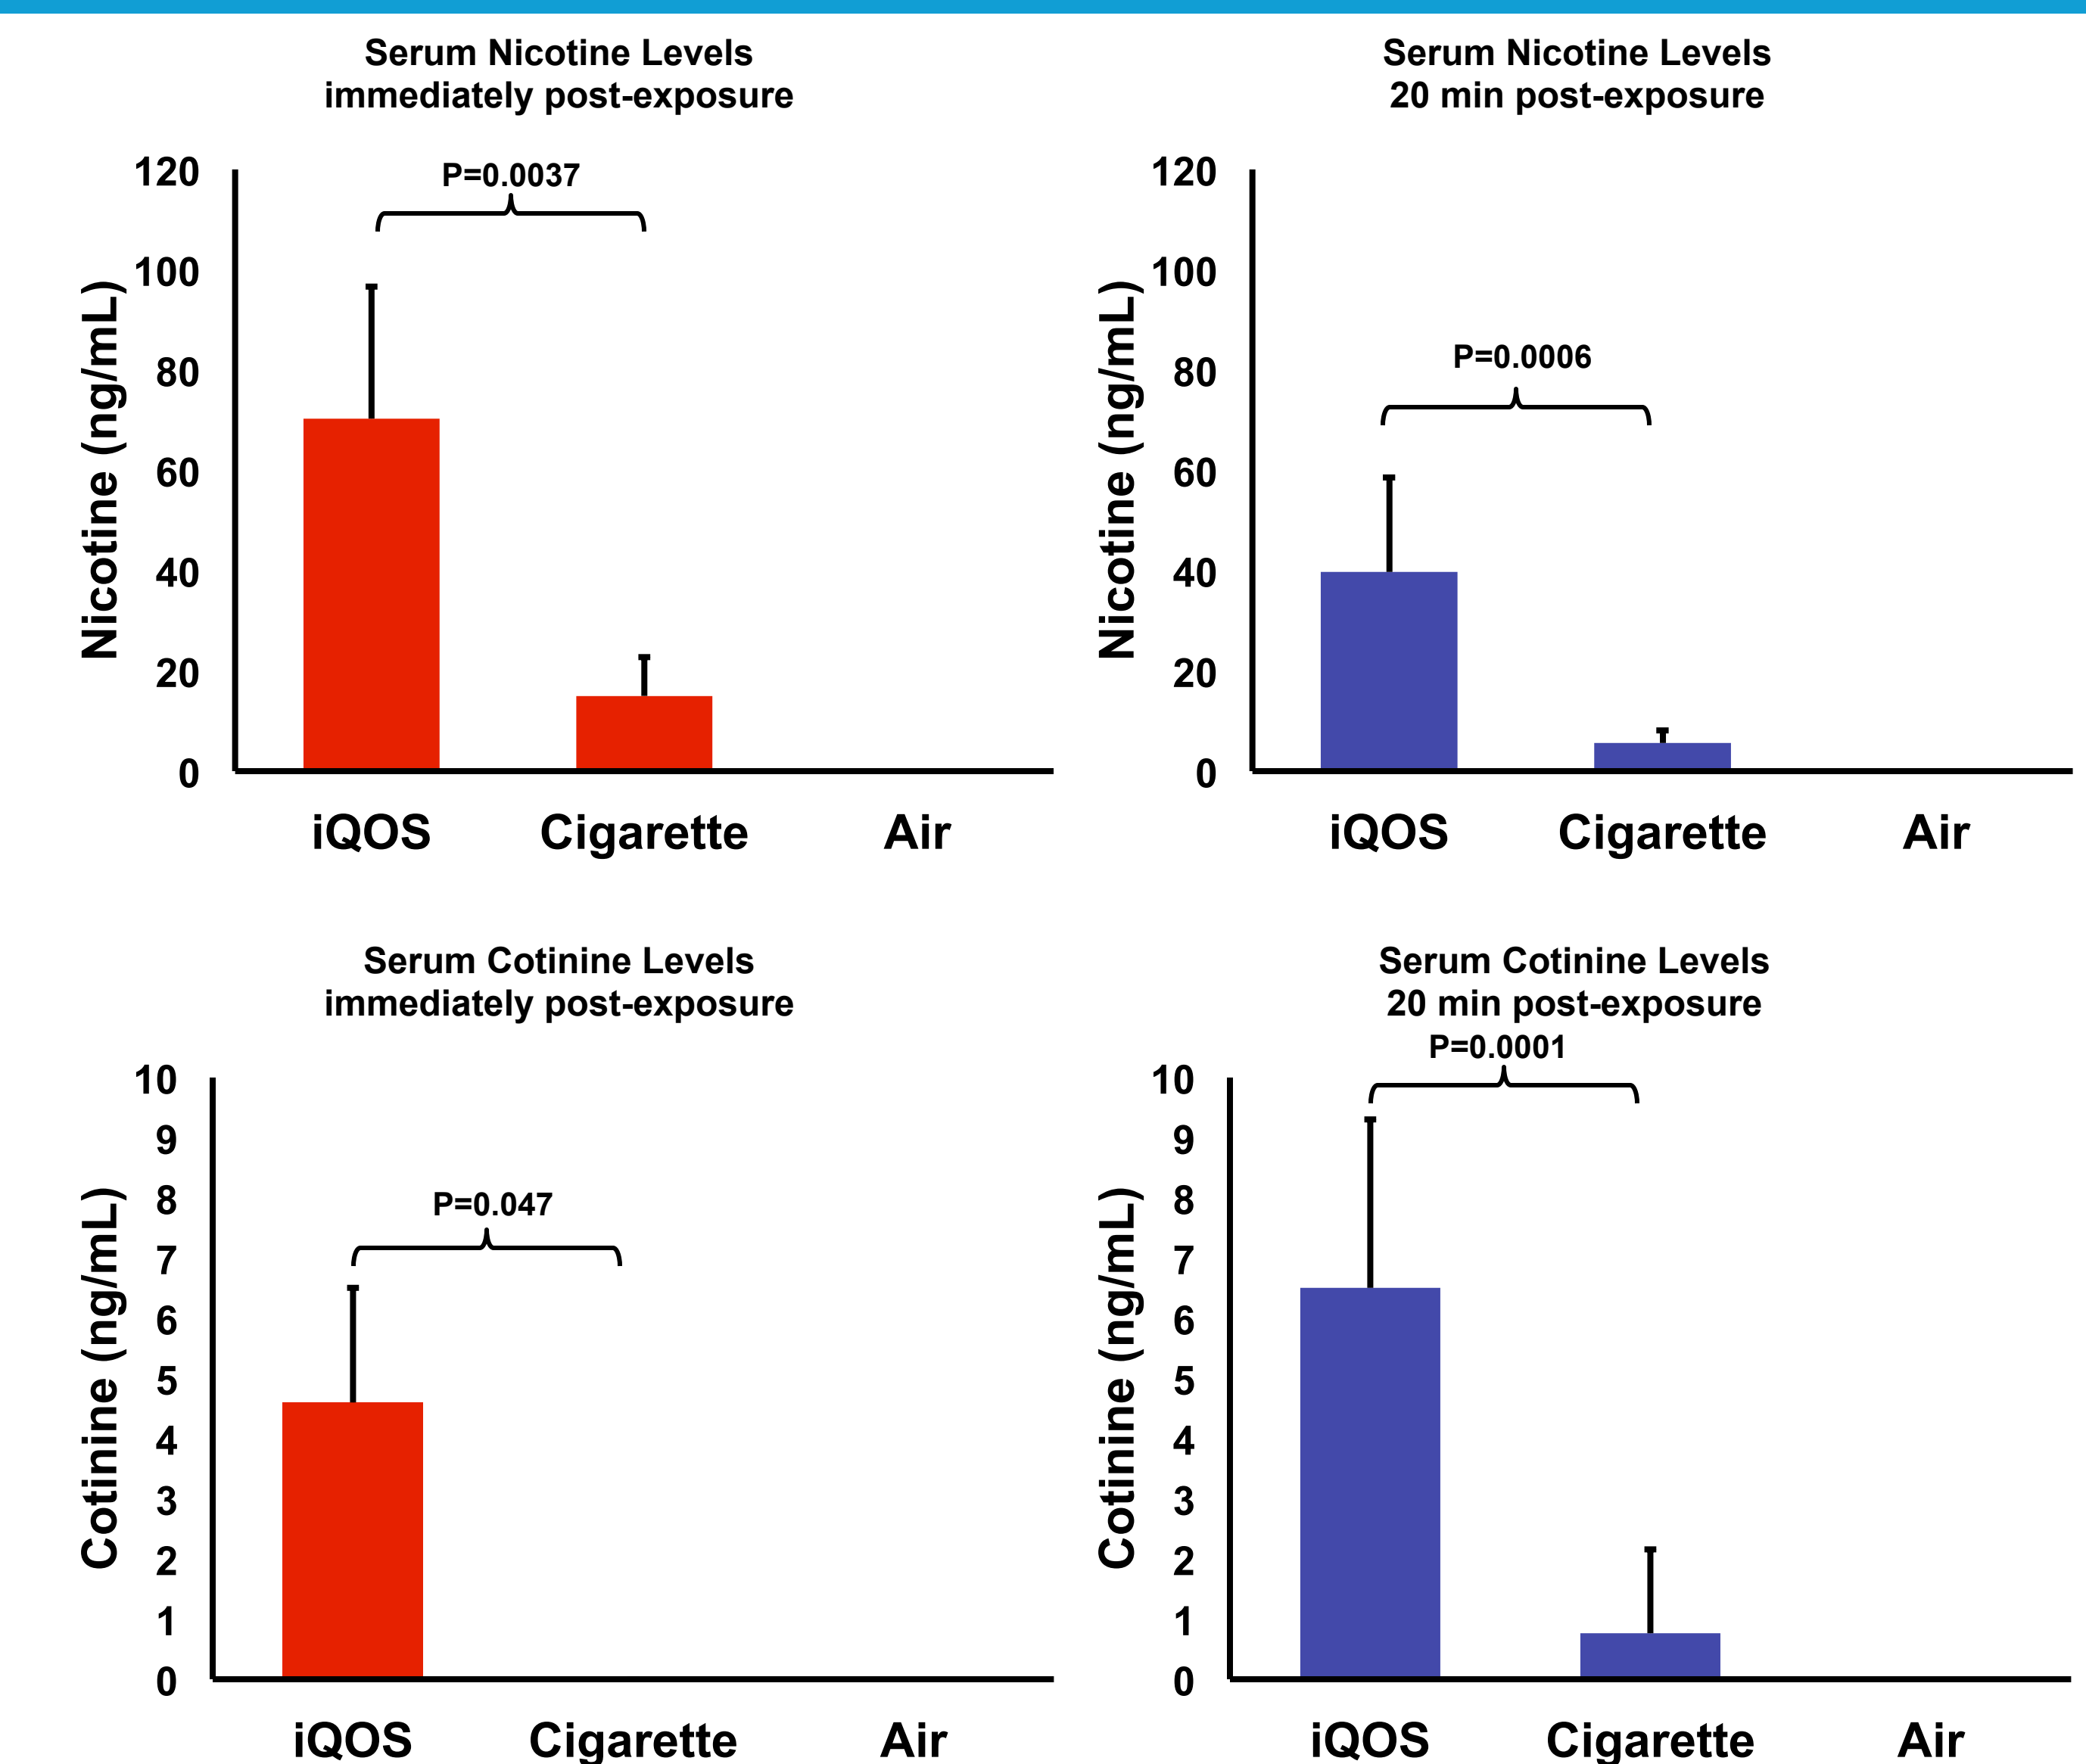 Serum Nicotine Levels
immediately post-exposure
P=0.0037
Nicotine (ng/mL)
120
100
80
60
40
20
0
iQOS
Cigarette
Air
Serum Nicotine Levels
20 min post-exposure
P=0.0006
Nicotine (ng/mL)
120
100
80
60
40
20
0
iQOS
Cigarette
Air
Serum Cotinine Levels
immediately post-exposure
P=0.047
Cotinine (ng/mL)
10
9
8
7
6
5
4
3
2
1
0
iQOS
Cigarette
Air
Serum Cotinine Levels
20 min post-exposure
P=0.0001
Cotinine (ng/mL)
10
9
8
7
6
5
4
3
2
1
0
iQOS
Cigarette
Air